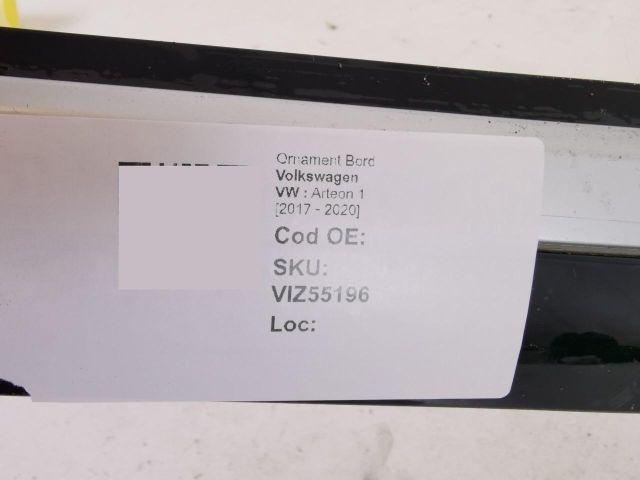 Ornament Bord
Volkswagen
VW : Arteon 1
[2017 - 2020]
Cod OE:
SKU:
VIZ55196
Loc: